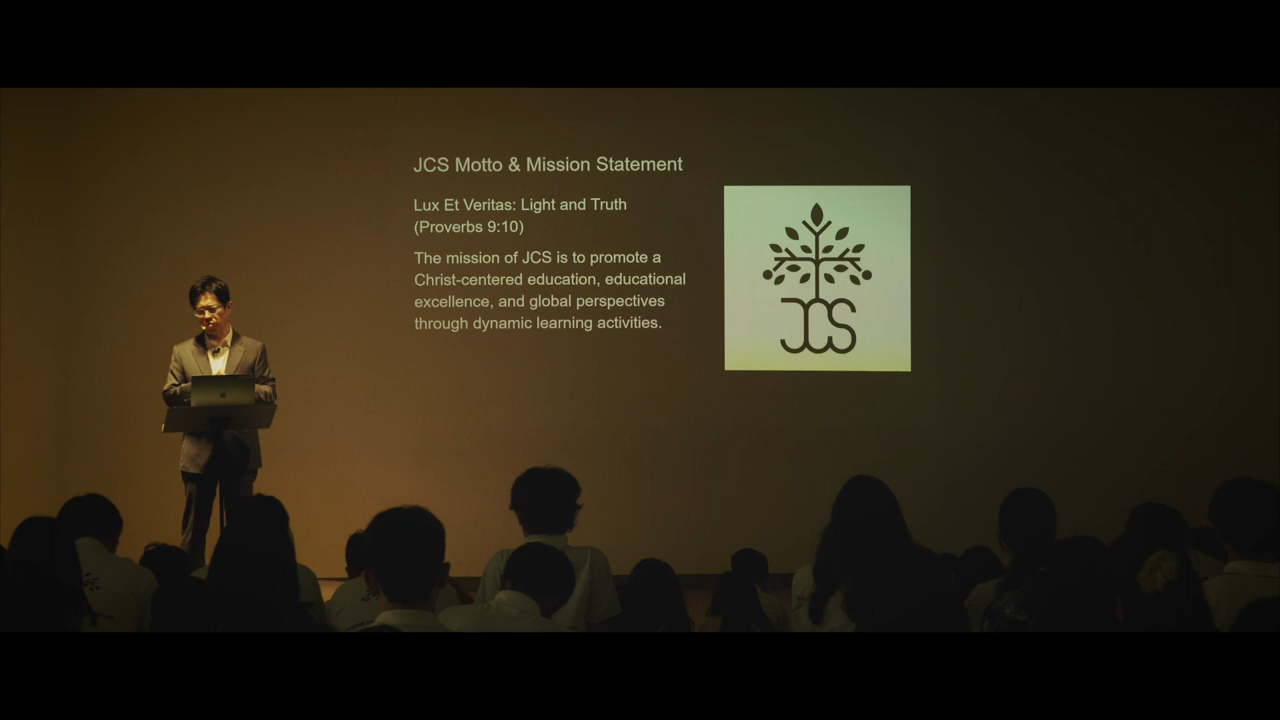 JCS Motto & Mission Statement
Lux Et Veritas: Light and Truth
(Proverbs 9:10)
The mission of JCS is to promote a
Christ-centered education, educational
excellence, and global perspectives
through dynamic learning activities.
JCS